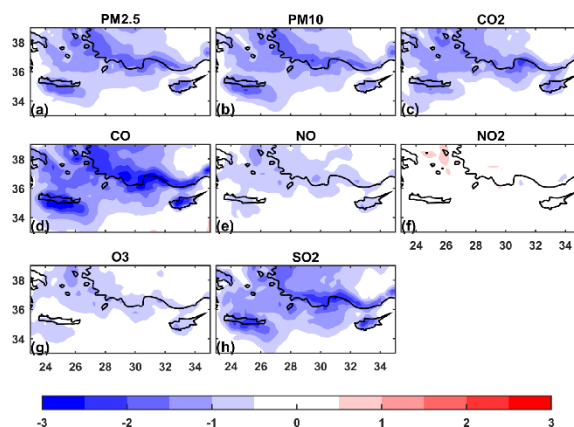 PM2.5 PM10 CO2
38
36
34
(a) (b) (c)
CO NO NO2
38
36
34
(d) (e) (f)
24 26 28 30 32 34
O3 SO2
38
36
34
(g) (h)
24 26 28 30 32 34 24 26 28 30 32 34
-3 -2 -1 0 1 2 3